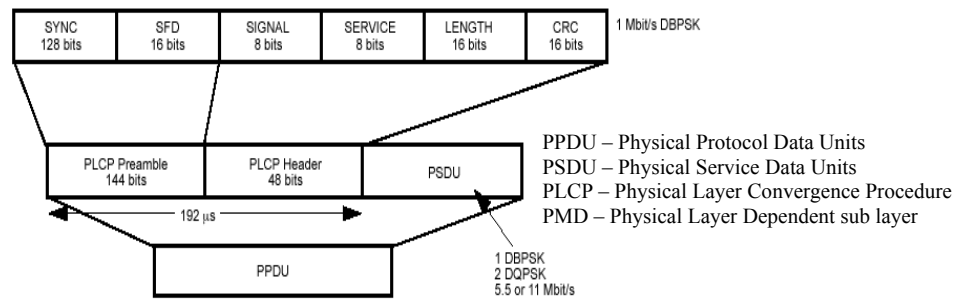 SYNC
128 bits
SFD
16 bits
SIGNAL
8 bits
SERVICE
8 bits
LENGTH
16 bits
CRC
16 bits
1 Mbit/s DBPSK
PLCP Preamble
144 bits
PLCP Header
48 bits
PSDU
192 µs
PPDU
1 DBPSK
2 DQPSK
5.5 or 11 Mbit/s
PPDU – Physical Protocol Data Units
PSDU – Physical Service Data Units
PLCP – Physical Layer Convergence Procedure
PMD – Physical Layer Dependent sub layer